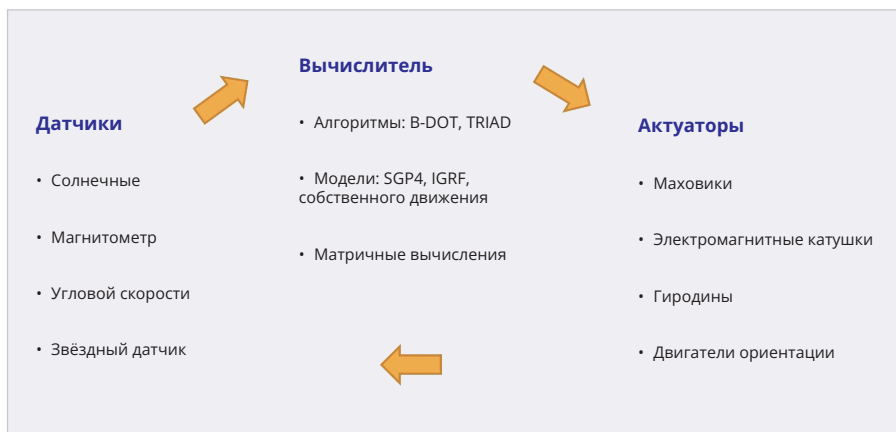 Датчики
• Солнечные
• Магнитометр
• Угловой скорости
• Звёздный датчик
Вычислитель
• Алгоритмы: B-DOT, TRIAD
• Модели: SGP4, IGRF,
собственного движения
• Матричные вычисления
Актуаторы
• Маховики
• Электромагнитные катушки
• Гиродины
• Двигатели ориентации